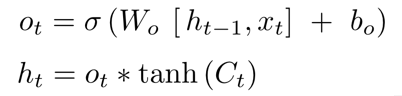 o_t = σ (W_o [h_{t−1}, x_t] + b_o)
h_t = o_t * tanh (C_t)